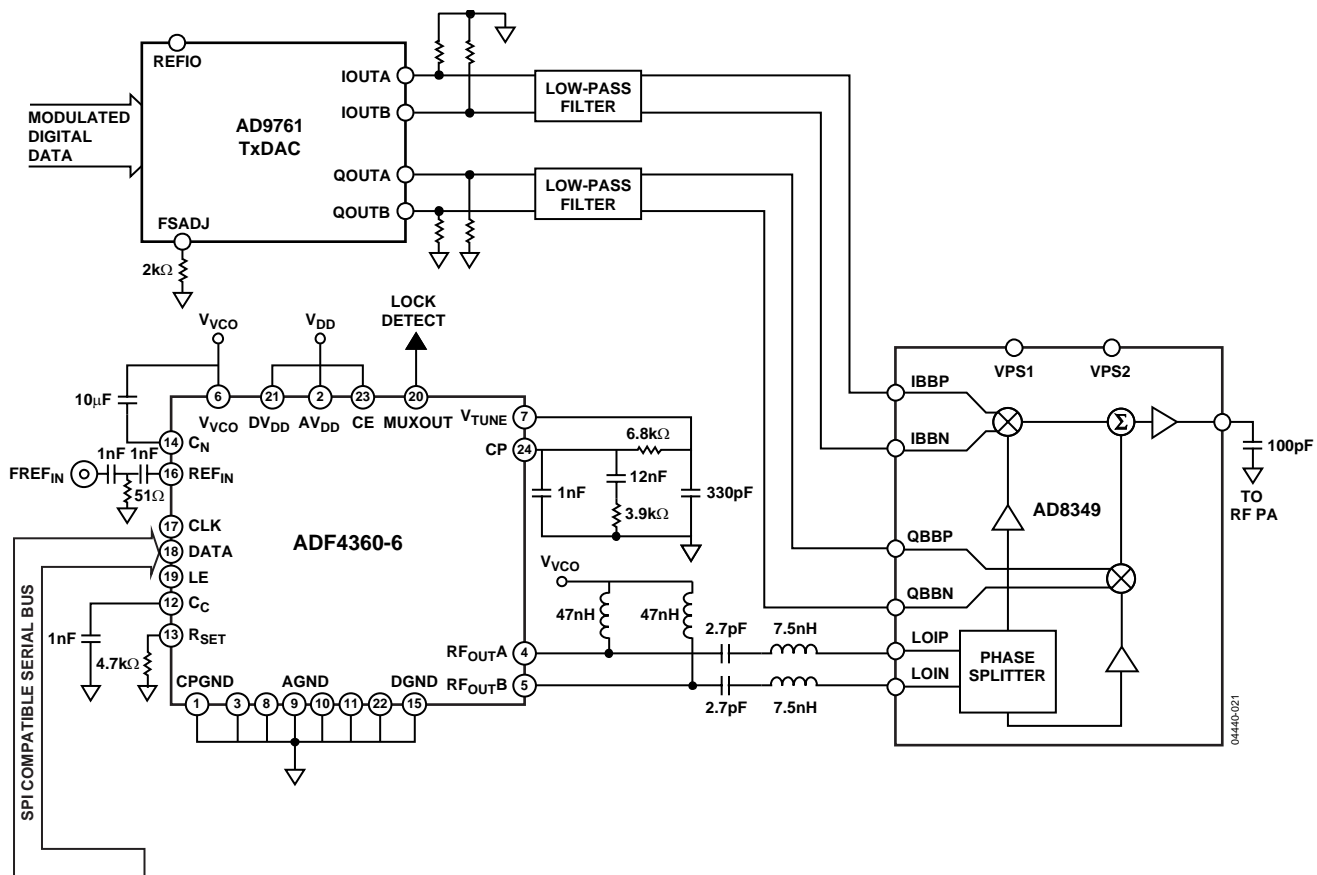 REFIO
IOUTA
IOUTB
QOUTA
QOUTB
MODULATED
DIGITAL
DATA
AD9761
TxDAC
FSADJ
2kΩ
LOW-PASS
FILTER
LOW-PASS
FILTER
LOCK
DETECT
VVCO
VDD
10µF
6
21
2
23
20
VVCO
DVDD
AVDD
CE
MUXOUT
VTUNE
7
CP
24
14
CN
1nF
1nF
FREFIN
16
REFIN
51Ω
17
CLK
18
DATA
19
LE
12
CC
13
RSET
1nF
4.7kΩ
ADF4360-6
6.8kΩ
12nF
1nF
3.9kΩ
330pF
VVCO
47nH
47nH
2.7pF
7.5nH
RFOUTA
4
RFOUTB
5
2.7pF
7.5nH
CPGND
AGND
DGND
1
3
8
9
10
11
22
15
SPI COMPATIBLE SERIAL BUS
VPS1
VPS2
IBBP
IBBN
Σ
100pF
TO
RF PA
AD8349
QBBP
QBBN
LOIP
LOIN
PHASE
SPLITTER
04440-021